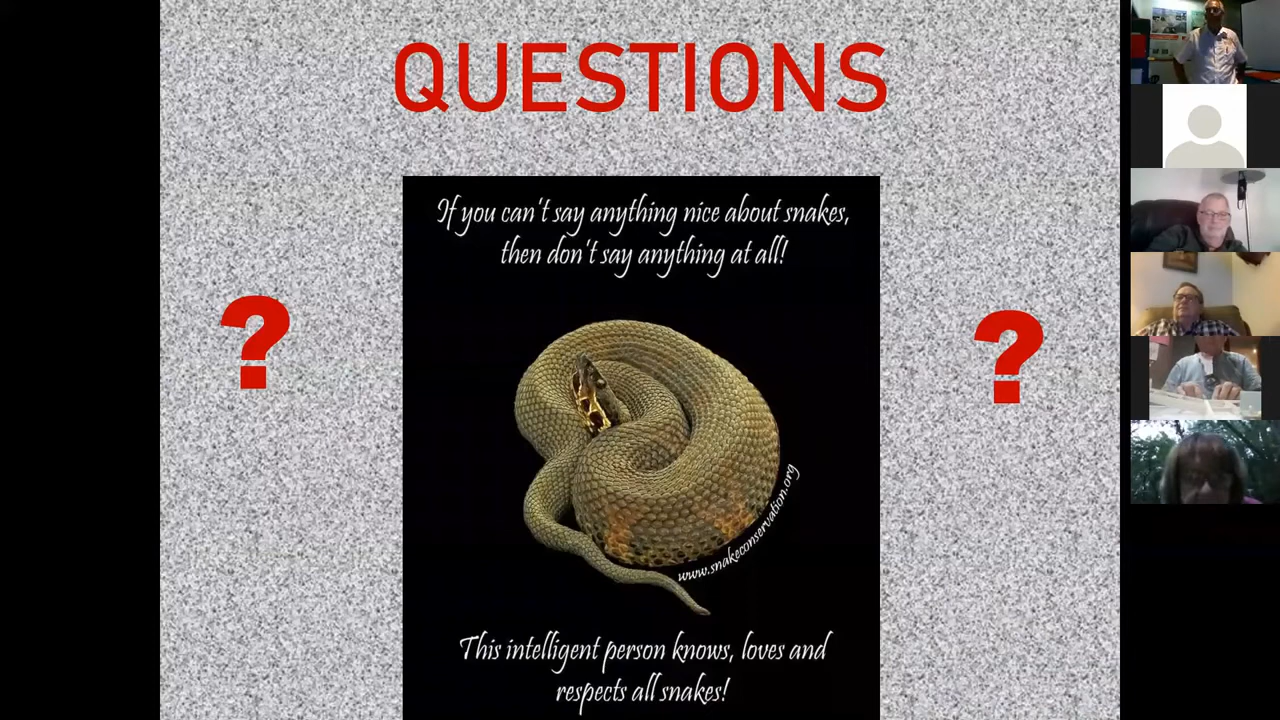 QUESTIONS
If you can't say anything nice about snakes,
then don't say anything at all!
?
?
www.snakeconservation.org
This intelligent person knows, loves and
respects all snakes!